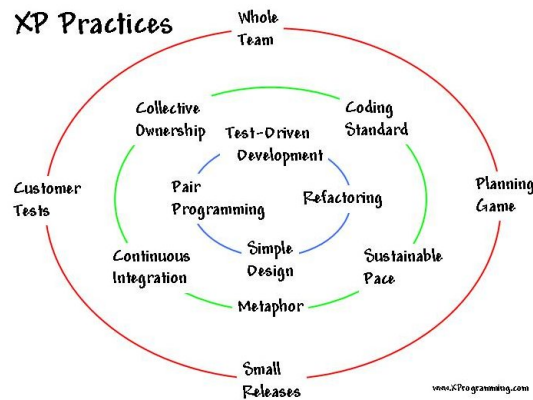 XP Practices
Whole
Team
Collective
Ownership
Coding
Standard
Test-Driven
Development
Customer
Tests
Pair
Programming
Refactoring
Planning
Game
Continuous
Integration
Simple
Design
Sustainable
Pace
Metaphor
Small
Releases
www.XProgramming.com